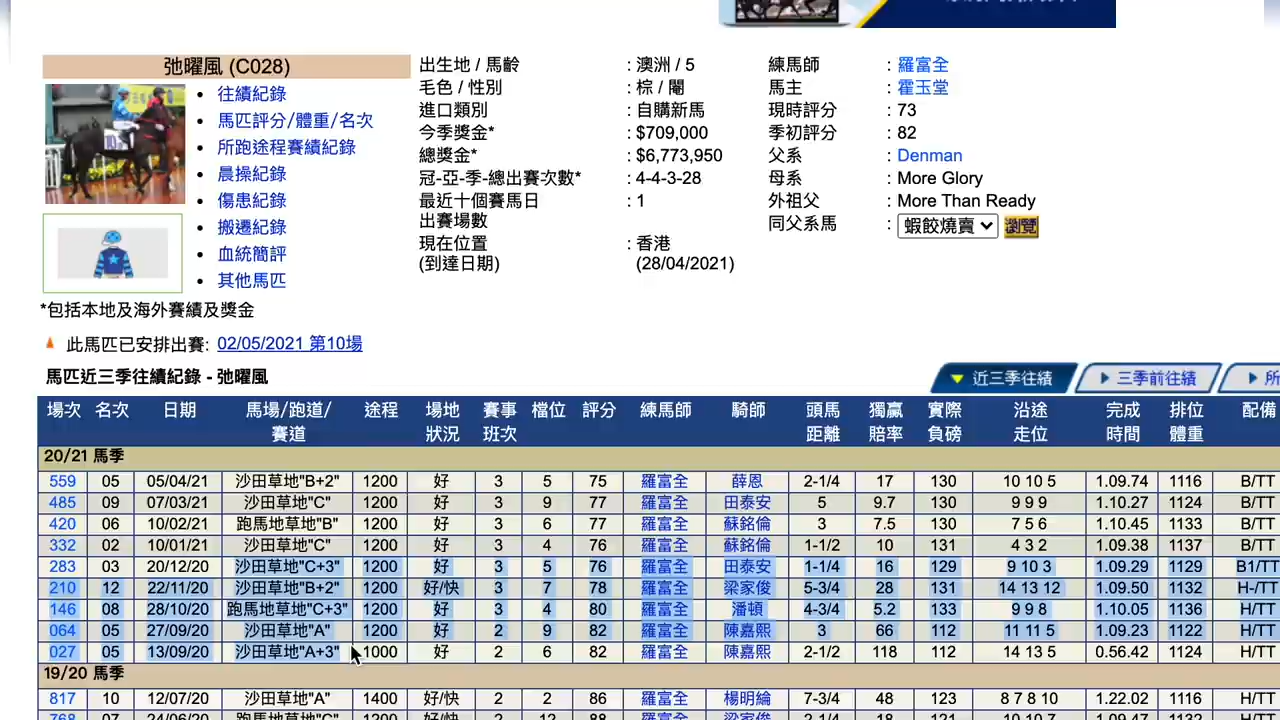 弛曜風 (C028)
往績紀錄
馬匹評分/體重/名次
所跑途程賽績紀錄
晨操紀錄
傷患紀錄
搬遷紀錄
血統簡評
其他馬匹
*包括本地及海外賽績及獎金
出生地 / 馬齡 : 澳洲 / 5
毛色 / 性別 : 棕 / 閹
進口類別 : 自購新馬
今季獎金* : $709,000
總獎金* : $6,773,950
冠-亞-季-總出賽次數* : 4-4-3-28
最近十個賽馬日 : 1
出賽場數
現在位置 : 香港
(到達日期) (28/04/2021)
練馬師 : 羅富全
馬主 : 霍玉堂
現時評分 : 73
季初評分 : 82
父系 : Denman
母系 : More Glory
外祖父 : More Than Ready
同父系馬 : 蝦餃燒賣 瀏覽
此馬匹已安排出賽: 02/05/2021 第10場
馬匹近三季往績紀錄 - 弛曜風
近三季往績 三季前往績 所
場次 名次 日期 馬場/跑道/ 途程 場地 賽事 檔位 評分 練馬師 騎師 頭馬 獨贏 實際 沿途 完成 排位 配備
賽道 狀況 班次 距離 賠率 負磅 走位 時間 體重
20/21 馬季
559 05 05/04/21 沙田草地"B+2" 1200 好 3 5 75 羅富全 薛恩 2-1/4 17 130 10 10 5 1.09.74 1116 B/TT
485 09 07/03/21 沙田草地"C" 1200 好 3 9 77 羅富全 田泰安 5 9.7 130 9 9 9 1.10.27 1124 B/TT
420 06 10/02/21 跑馬地草地"B" 1200 好 3 6 77 羅富全 蘇銘倫 3 7.5 130 7 5 6 1.10.45 1133 B/TT
332 02 10/01/21 沙田草地"C" 1200 好 3 4 76 羅富全 蘇銘倫 1-1/2 10 131 4 3 2 1.09.38 1137 B/TT
283 03 20/12/20 沙田草地"C+3" 1200 好 3 5 76 羅富全 田泰安 1-1/4 16 129 9 10 3 1.09.29 1129 B1/TT
210 12 22/11/20 沙田草地"B+2" 1200 好/快 3 7 78 羅富全 梁家俊 5-3/4 28 131 14 13 12 1.09.50 1132 H-/TT
146 08 28/10/20 跑馬地草地"C+3" 1200 好 3 4 80 羅富全 潘頓 4-3/4 5.2 133 9 9 8 1.10.05 1136 H/TT
064 05 27/09/20 沙田草地"A" 1200 好 2 9 82 羅富全 陳嘉熙 3 66 112 11 11 5 1.09.23 1122 H/TT
027 05 13/09/20 沙田草地"A+3" 1000 好 2 6 82 羅富全 陳嘉熙 2-1/2 118 112 14 13 5 0.56.42 1124 H/TT
19/20 馬季
817 10 12/07/20 沙田草地"A" 1400 好/快 2 2 86 羅富全 楊明綸 7-3/4 48 123 8 7 8 10 1.22.02 1116 H/TT